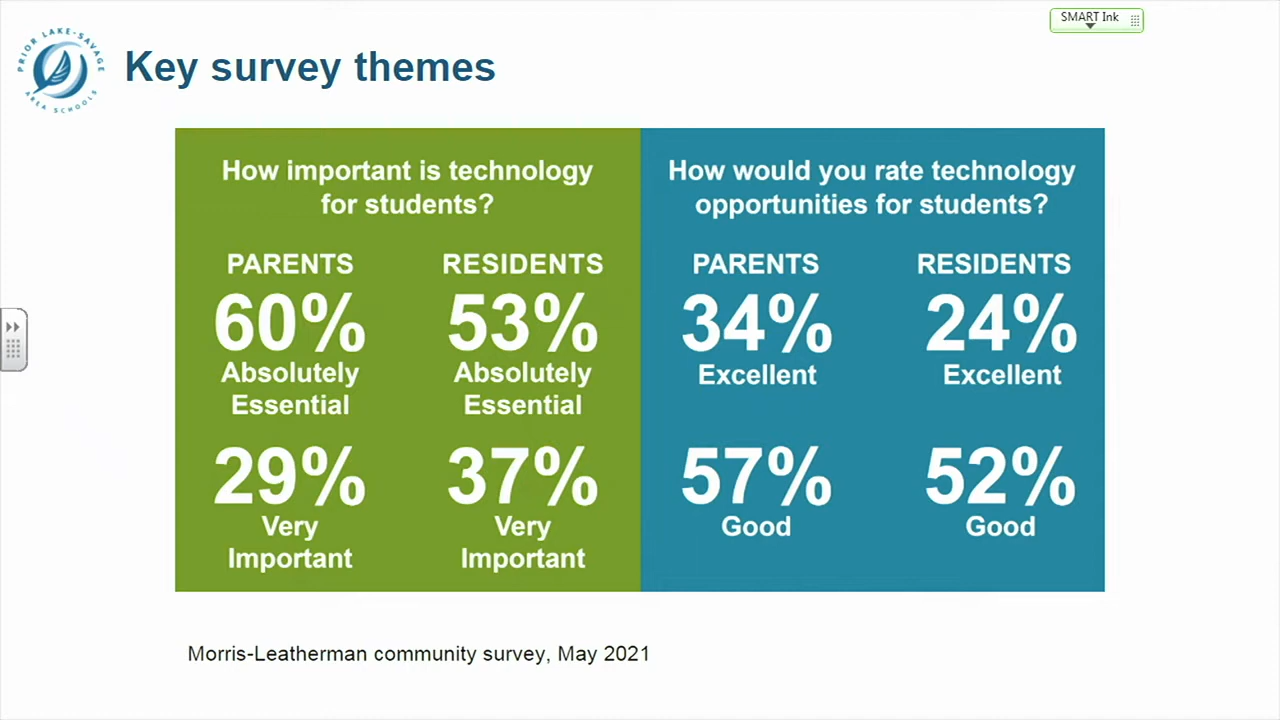 SMART Ink
PRIOR LAKE-SAVAGE
AREA SCHOOLS
Key survey themes
How important is technology
for students?
PARENTS
60%
Absolutely
Essential
29%
Very
Important
RESIDENTS
53%
Absolutely
Essential
37%
Very
Important
How would you rate technology
opportunities for students?
PARENTS
34%
Excellent
57%
Good
RESIDENTS
24%
Excellent
52%
Good
Morris-Leatherman community survey, May 2021